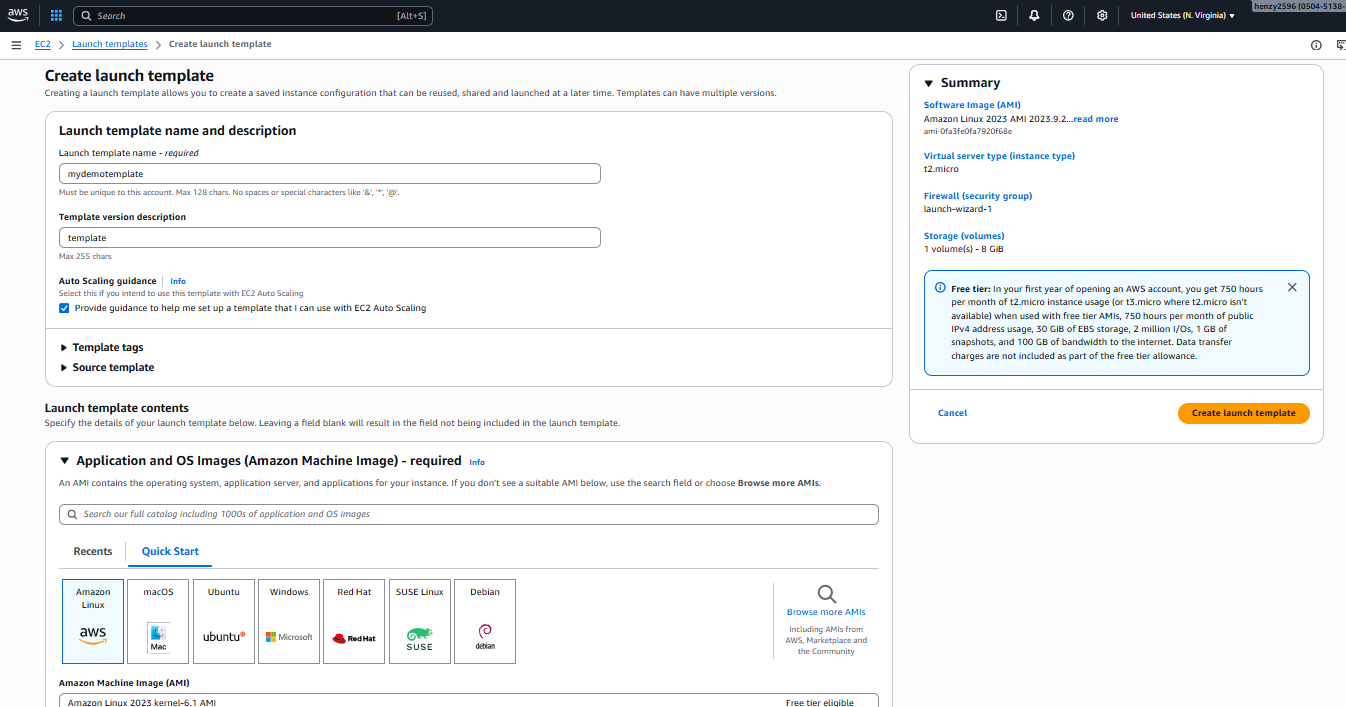 aws
Search [Alt+S]
United States (N. Virginia)
henzy2596 (0504-5138-
EC2 > Launch templates > Create launch template
Create launch template
Creating a launch template allows you to create a saved instance configuration that can be reused, shared and launched at a later time. Templates can have multiple versions.
Launch template name and description
Launch template name - required
mydemotemplate
Must be unique to this account. Max 128 chars. No spaces or special characters like '&', '*', '@'.
Template version description
template
Max 255 chars
Auto Scaling guidance | Info
Select this if you intend to use this template with EC2 Auto Scaling
Provide guidance to help me set up a template that I can use with EC2 Auto Scaling
Template tags
Source template
Launch template contents
Specify the details of your launch template below. Leaving a field blank will result in the field not being included in the launch template.
Application and OS Images (Amazon Machine Image) - required Info
An AMI contains the operating system, application server, and applications for your instance. If you don't see a suitable AMI below, use the search field or choose Browse more AMIs.
Search our full catalog including 1000s of application and OS images
Recents
Quick Start
Amazon
Linux
aws
macOS
Mac
Ubuntu
ubuntu
Windows
Microsoft
Red Hat
Red Hat
SUSE Linux
SUSE
Debian
debian
Browse more AMIs
Including AMIs from
AWS, Marketplace and
the Community
Amazon Machine Image (AMI)
Amazon Linux 2023 kernel-6.1 AMI
Free tier eligible
Summary
Software Image (AMI)
Amazon Linux 2023 AMI 2023.9.2...read more
ami-0fa3fe0fa7920f68e
Virtual server type (instance type)
t2.micro
Firewall (security group)
launch-wizard-1
Storage (volumes)
1 volume(s) - 8 GiB
Free tier: In your first year of opening an AWS account, you get 750 hours
per month of t2.micro instance usage (or t3.micro where t2.micro isn't
available) when used with free tier AMIs, 750 hours per month of public
IPv4 address usage, 30 GiB of EBS storage, 2 million I/Os, 1 GB of
snapshots, and 100 GB of bandwidth to the internet. Data transfer
charges are not included as part of the free tier allowance.
Cancel
Create launch template